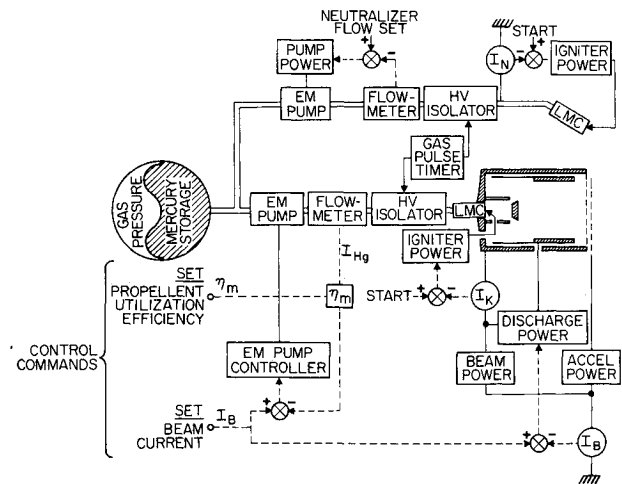 NEUTRALIZER
FLOW SET
+
-
PUMP
POWER
START
+
-
I_N
IGNITER
POWER
EM
PUMP
FLOW-
METER
HV
ISOLATOR
LMC
GAS
PULSE
TIMER
GAS
PRESSURE
MERCURY
STORAGE
EM
PUMP
FLOW-
METER
HV
ISOLATOR
LMC
IGNITER
POWER
I_Hg
SET
PROPELLENT
UTILIZATION
EFFICIENCY
η_m
η_m
START
+
-
I_K
DISCHARGE
POWER
BEAM
POWER
ACCEL
POWER
CONTROL
COMMANDS
EM PUMP
CONTROLLER
+
-
SET
BEAM
CURRENT
I_B
+
-
I_B